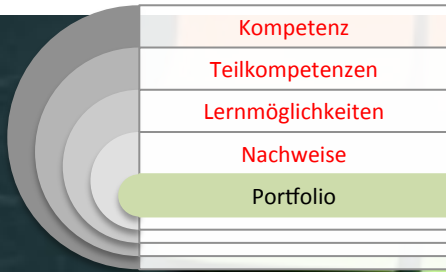 Kompetenz
Teilkompetenzen
Lernmöglichkeiten
Nachweise
Portfolio